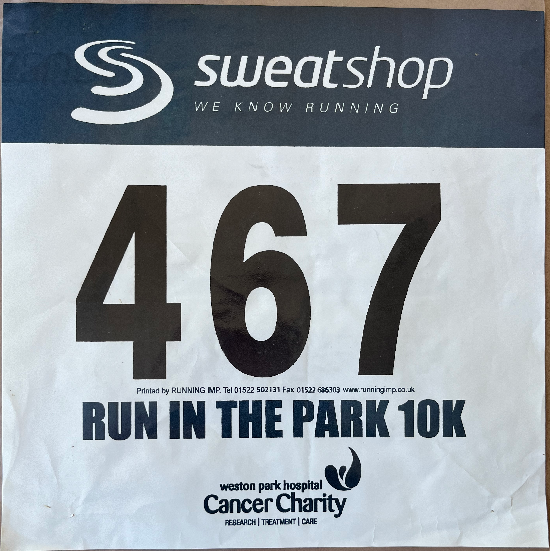 sweatshop
WE KNOW RUNNING
467
Printed by RUNNING IMP. Tel 01522 502131 Fax 01522 686303 www.runningimp.co.uk
RUN IN THE PARK 10K
weston park hospital
Cancer Charity
RESEARCH | TREATMENT | CARE